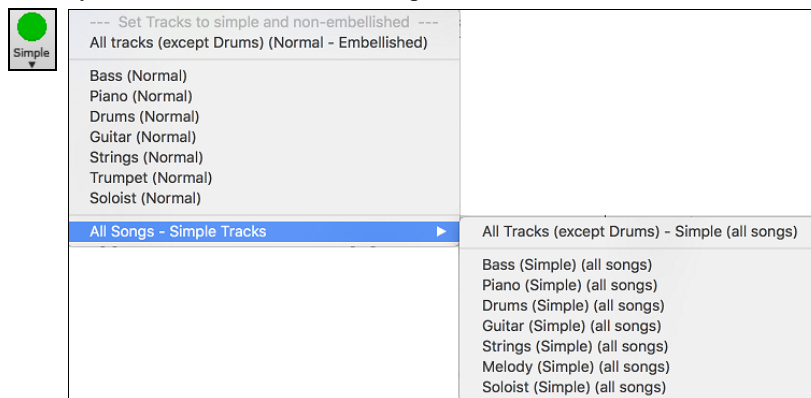 Simple
--- Set Tracks to simple and non-embellished ---
All tracks (except Drums) (Normal - Embellished)
Bass (Normal)
Piano (Normal)
Drums (Normal)
Guitar (Normal)
Strings (Normal)
Trumpet (Normal)
Soloist (Normal)
All Songs - Simple Tracks
All Tracks (except Drums) - Simple (all songs)
Bass (Simple) (all songs)
Piano (Simple) (all songs)
Drums (Simple) (all songs)
Guitar (Simple) (all songs)
Strings (Simple) (all songs)
Melody (Simple) (all songs)
Soloist (Simple) (all songs)